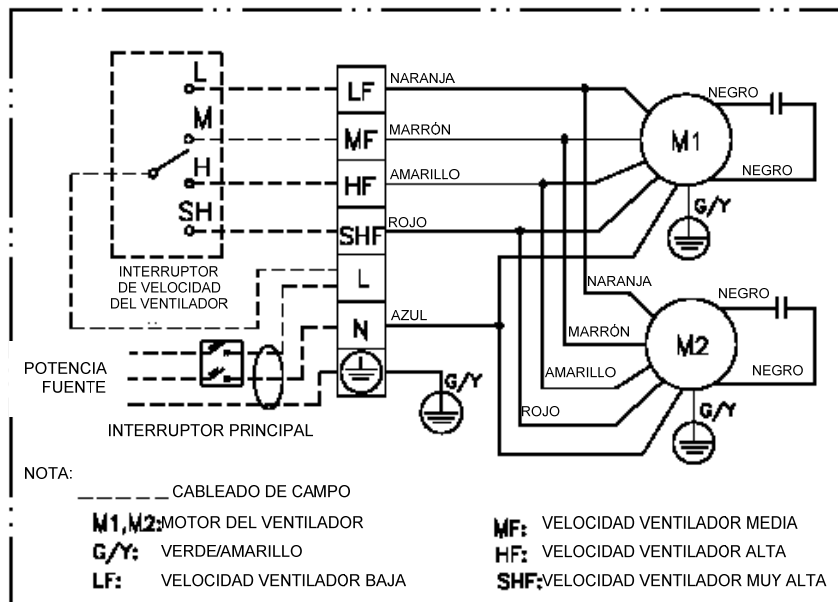 L
M
H
SH
INTERRUPTOR
DE VELOCIDAD
DEL VENTILADOR
LF
MF
HF
SHF
L
N
NARANJA
MARRÓN
AMARILLO
ROJO
AZUL
M1
NEGRO
NEGRO
G/Y
NARANJA
MARRÓN
AMARILLO
ROJO
M2
NEGRO
NEGRO
G/Y
POTENCIA
FUENTE
G/Y
INTERRUPTOR PRINCIPAL
NOTA:
CABLEADO DE CAMPO
M1,M2: MOTOR DEL VENTILADOR
G/Y: VERDE/AMARILLO
LF: VELOCIDAD VENTILADOR BAJA
MF: VELOCIDAD VENTILADOR MEDIA
HF: VELOCIDAD VENTILADOR ALTA
SHF: VELOCIDAD VENTILADOR MUY ALTA